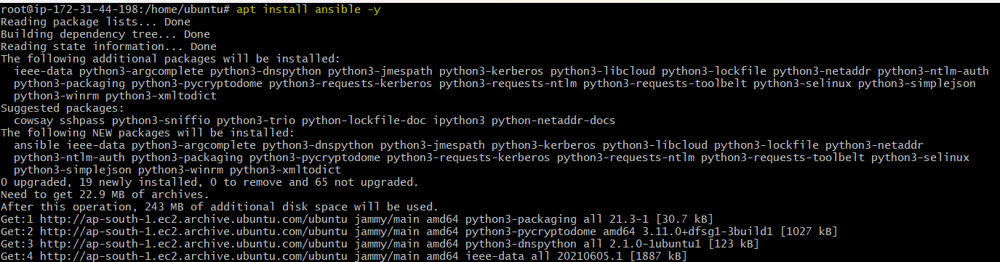 root@ip-172-31-44-198:/home/ubuntu# apt install ansible -y
Reading package lists... Done
Building dependency tree... Done
Reading state information... Done
The following additional packages will be installed:
  ieee-data python3-argcomplete python3-dnspython python3-jmespath python3-kerberos python3-libcloud python3-lockfile python3-netaddr python3-ntlm-auth
  python3-packaging python3-pycryptodome python3-requests-kerberos python3-requests-ntlm python3-requests-toolbelt python3-selinux python3-simplejson
  python3-winrm python3-xmltodict
Suggested packages:
  cowsay sshpass python3-sniffio python3-trio python-lockfile-doc ipython3 python-netaddr-docs
The following NEW packages will be installed:
  ansible ieee-data python3-argcomplete python3-dnspython python3-jmespath python3-kerberos python3-libcloud python3-lockfile python3-netaddr
  python3-ntlm-auth python3-packaging python3-pycryptodome python3-requests-kerberos python3-requests-ntlm python3-requests-toolbelt python3-selinux
  python3-simplejson python3-winrm python3-xmltodict
0 upgraded, 19 newly installed, 0 to remove and 65 not upgraded.
Need to get 22.9 MB of archives.
After this operation, 243 MB of additional disk space will be used.
Get:1 http://ap-south-1.ec2.archive.ubuntu.com/ubuntu jammy/main amd64 python3-packaging all 21.3-1 [30.7 kB]
Get:2 http://ap-south-1.ec2.archive.ubuntu.com/ubuntu jammy/main amd64 python3-pycryptodome amd64 3.11.0+dfsg1-3build1 [1027 kB]
Get:3 http://ap-south-1.ec2.archive.ubuntu.com/ubuntu jammy/main amd64 python3-dnspython all 2.1.0-1ubuntu1 [123 kB]
Get:4 http://ap-south-1.ec2.archive.ubuntu.com/ubuntu jammy/main amd64 ieee-data all 20210605.1 [1887 kB]